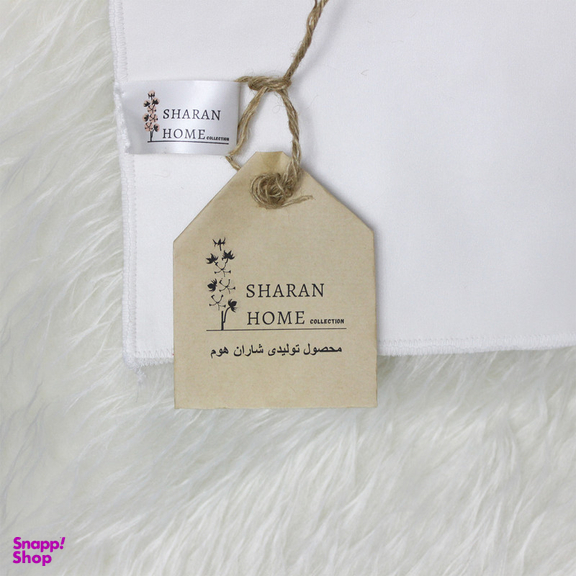 SHARAN
HOME COLLECTION
SHARAN
HOME COLLECTION
محصول تولیدی شاران هوم
Snapp!
Shop